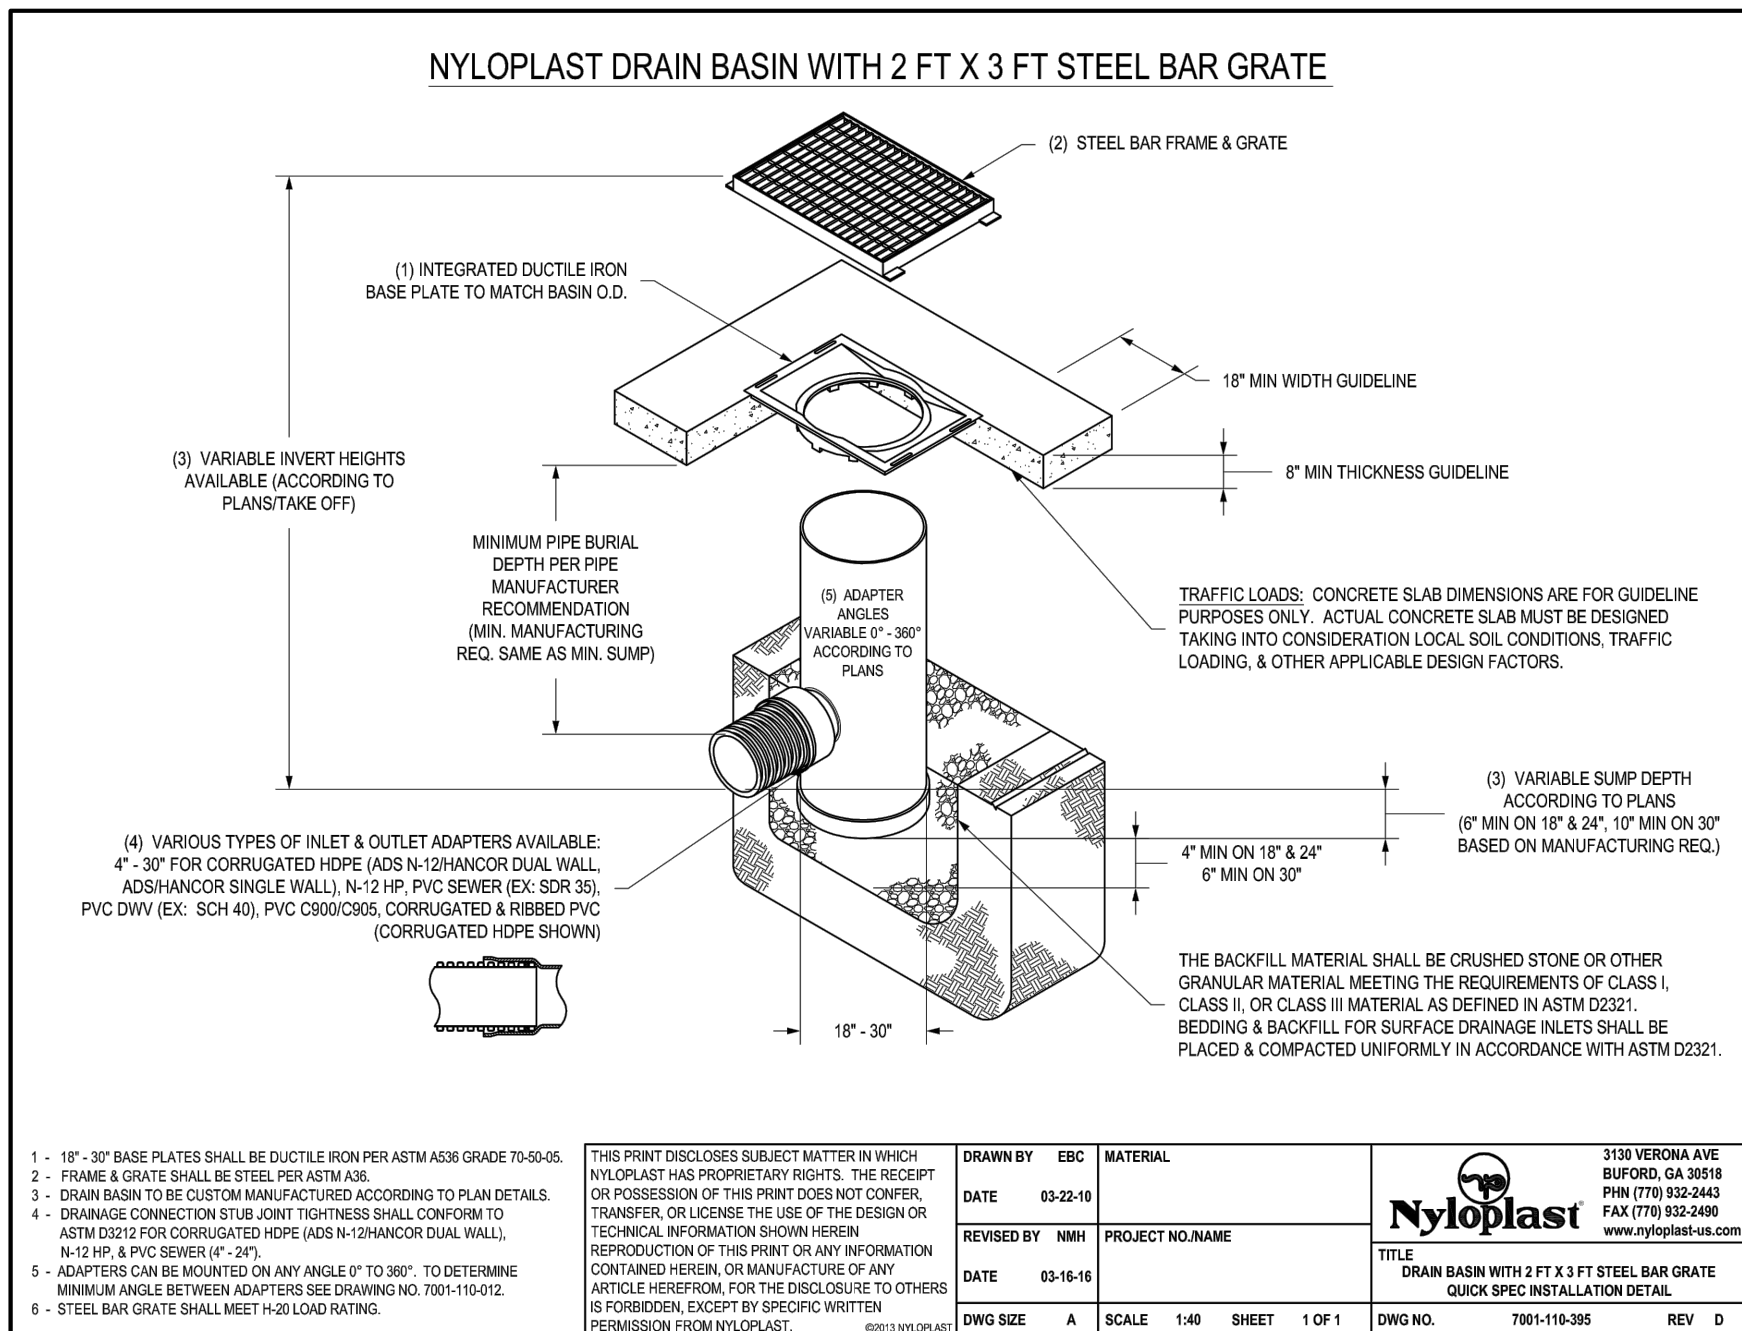 NYLOPLAST DRAIN BASIN WITH 2 FT X 3 FT STEEL BAR GRATE
(2) STEEL BAR FRAME & GRATE
(1) INTEGRATED DUCTILE IRON
BASE PLATE TO MATCH BASIN O.D.
18" MIN WIDTH GUIDELINE
8" MIN THICKNESS GUIDELINE
(3) VARIABLE INVERT HEIGHTS
AVAILABLE (ACCORDING TO
PLANS/TAKE OFF)
MINIMUM PIPE BURIAL
DEPTH PER PIPE
MANUFACTURER
RECOMMENDATION
(MIN. MANUFACTURING
REQ. SAME AS MIN. SUMP)
(5) ADAPTER
ANGLES
VARIABLE 0° - 360°
ACCORDING TO
PLANS
TRAFFIC LOADS: CONCRETE SLAB DIMENSIONS ARE FOR GUIDELINE
PURPOSES ONLY. ACTUAL CONCRETE SLAB MUST BE DESIGNED
TAKING INTO CONSIDERATION LOCAL SOIL CONDITIONS, TRAFFIC
LOADING, & OTHER APPLICABLE DESIGN FACTORS.
(3) VARIABLE SUMP DEPTH
ACCORDING TO PLANS
(6" MIN ON 18" & 24", 10" MIN ON 30"
BASED ON MANUFACTURING REQ.)
4" MIN ON 18" & 24"
6" MIN ON 30"
(4) VARIOUS TYPES OF INLET & OUTLET ADAPTERS AVAILABLE:
4" - 30" FOR CORRUGATED HDPE (ADS N-12/HANCOR DUAL WALL,
ADS/HANCOR SINGLE WALL), N-12 HP, PVC SEWER (EX: SDR 35),
PVC DWV (EX: SCH 40), PVC C900/C905, CORRUGATED & RIBBED PVC
(CORRUGATED HDPE SHOWN)
18" - 30"
THE BACKFILL MATERIAL SHALL BE CRUSHED STONE OR OTHER
GRANULAR MATERIAL MEETING THE REQUIREMENTS OF CLASS I,
CLASS II, OR CLASS III MATERIAL AS DEFINED IN ASTM D2321.
BEDDING & BACKFILL FOR SURFACE DRAINAGE INLETS SHALL BE
PLACED & COMPACTED UNIFORMLY IN ACCORDANCE WITH ASTM D2321.
1 - 18" - 30" BASE PLATES SHALL BE DUCTILE IRON PER ASTM A536 GRADE 70-50-05.
2 - FRAME & GRATE SHALL BE STEEL PER ASTM A36.
3 - DRAIN BASIN TO BE CUSTOM MANUFACTURED ACCORDING TO PLAN DETAILS.
4 - DRAINAGE CONNECTION STUB JOINT TIGHTNESS SHALL CONFORM TO
ASTM D3212 FOR CORRUGATED HDPE (ADS N-12/HANCOR DUAL WALL),
N-12 HP, & PVC SEWER (4" - 24").
5 - ADAPTERS CAN BE MOUNTED ON ANY ANGLE 0° TO 360°. TO DETERMINE
MINIMUM ANGLE BETWEEN ADAPTERS SEE DRAWING NO. 7001-110-012.
6 - STEEL BAR GRATE SHALL MEET H-20 LOAD RATING.
THIS PRINT DISCLOSES SUBJECT MATTER IN WHICH
NYLOPLAST HAS PROPRIETARY RIGHTS. THE RECEIPT
OR POSSESSION OF THIS PRINT DOES NOT CONFER,
TRANSFER, OR LICENSE THE USE OF THE DESIGN OR
TECHNICAL INFORMATION SHOWN HEREIN
REPRODUCTION OF THIS PRINT OR ANY INFORMATION
CONTAINED HEREIN, OR MANUFACTURE OF ANY
ARTICLE HEREFROM, FOR THE DISCLOSURE TO OTHERS
IS FORBIDDEN, EXCEPT BY SPECIFIC WRITTEN
PERMISSION FROM NYLOPLAST.
©2013 NYLOPLAST
DRAWN BY EBC
DATE 03-22-10
REVISED BY NMH
DATE 03-16-16
DWG SIZE A
MATERIAL
PROJECT NO./NAME
SCALE 1:40 SHEET 1 OF 1
Nyloplast®
3130 VERONA AVE
BUFORD, GA 30518
PHN (770) 932-2443
FAX (770) 932-2490
www.nyloplast-us.com
TITLE
DRAIN BASIN WITH 2 FT X 3 FT STEEL BAR GRATE
QUICK SPEC INSTALLATION DETAIL
DWG NO. 7001-110-395 REV D